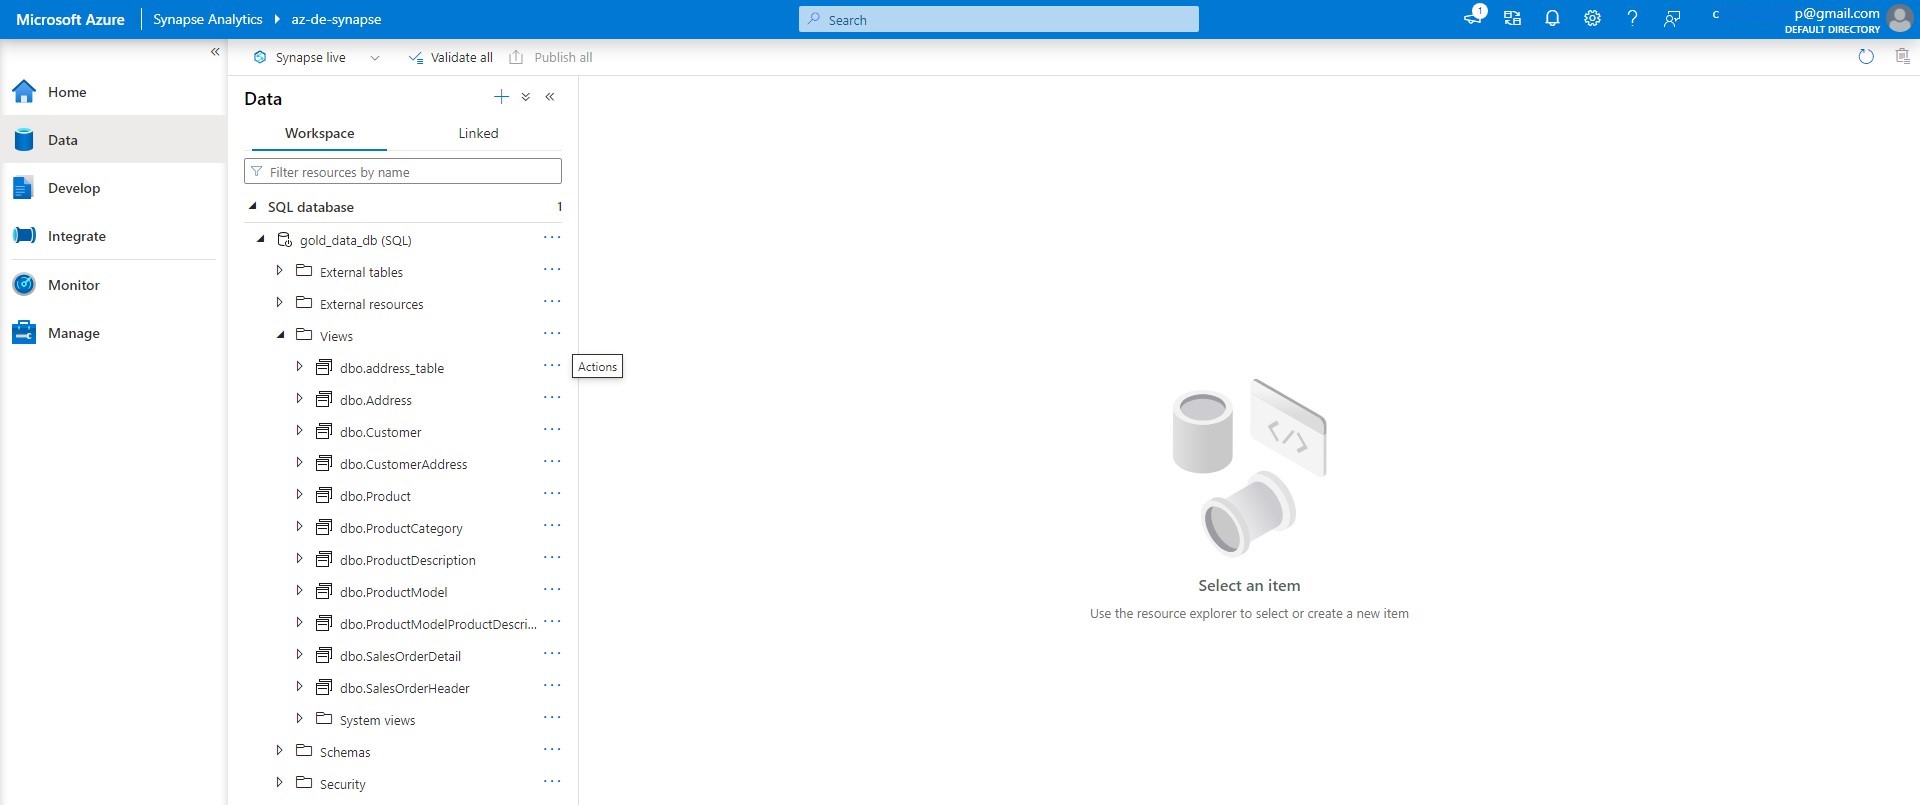 Microsoft Azure
Synapse Analytics
az-de-synapse
Search
1
c
p@gmail.com
DEFAULT DIRECTORY
Synapse live
Validate all
Publish all
Home
Data
Develop
Integrate
Monitor
Manage
Data
Workspace
Linked
Filter resources by name
SQL database 1
gold_data_db (SQL)
External tables
External resources
Views
dbo.address_table
Actions
dbo.Address
dbo.Customer
dbo.CustomerAddress
dbo.Product
dbo.ProductCategory
dbo.ProductDescription
dbo.ProductModel
dbo.ProductModelProductDescri...
dbo.SalesOrderDetail
dbo.SalesOrderHeader
System views
Schemas
Security
Select an item
Use the resource explorer to select or create a new item